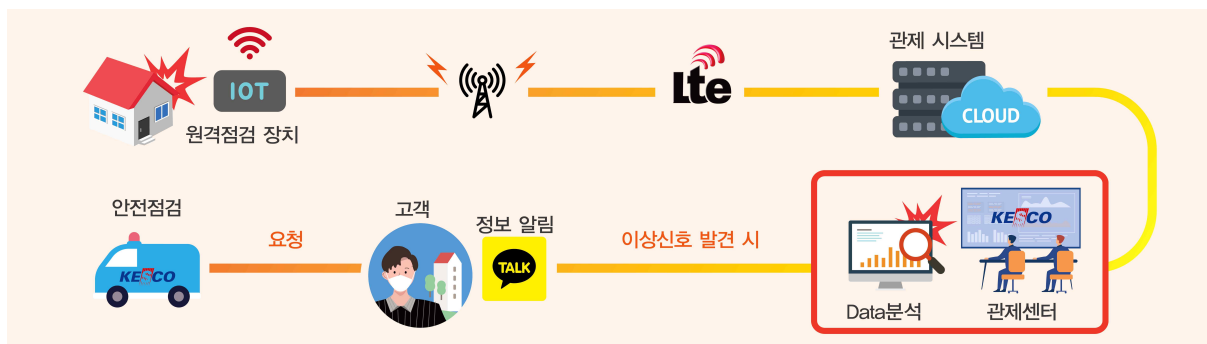 관제 시스템
IOT
Lte
CLOUD
원격점검 장치
안전점검
고객
정보 알림
요청
이상신호 발견 시
KESCO
TALK
KESCO
Data분석
관제센터